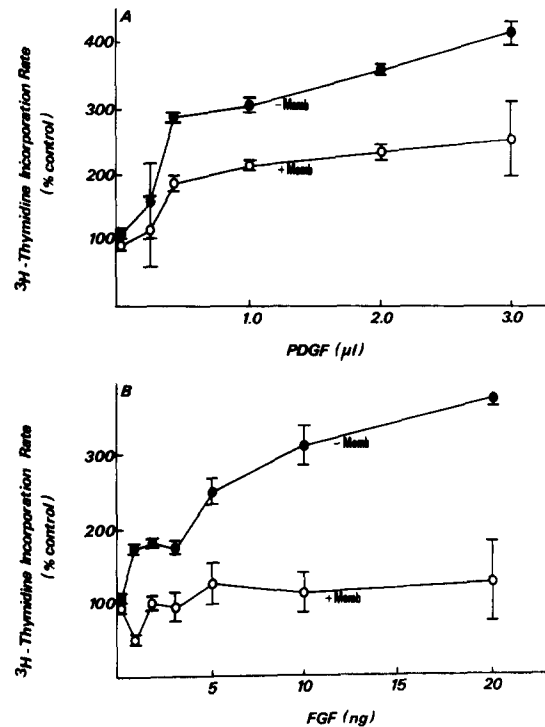 A
400
300
200
100
³H-Thymidine Incorporation Rate
(% control)
- Memb
+ Memb
1.0
2.0
3.0
PDGF (µl)
B
300
200
100
³H-Thymidine Incorporation Rate
(% control)
- Memb
+ Memb
5
10
15
20
FGF (ng)